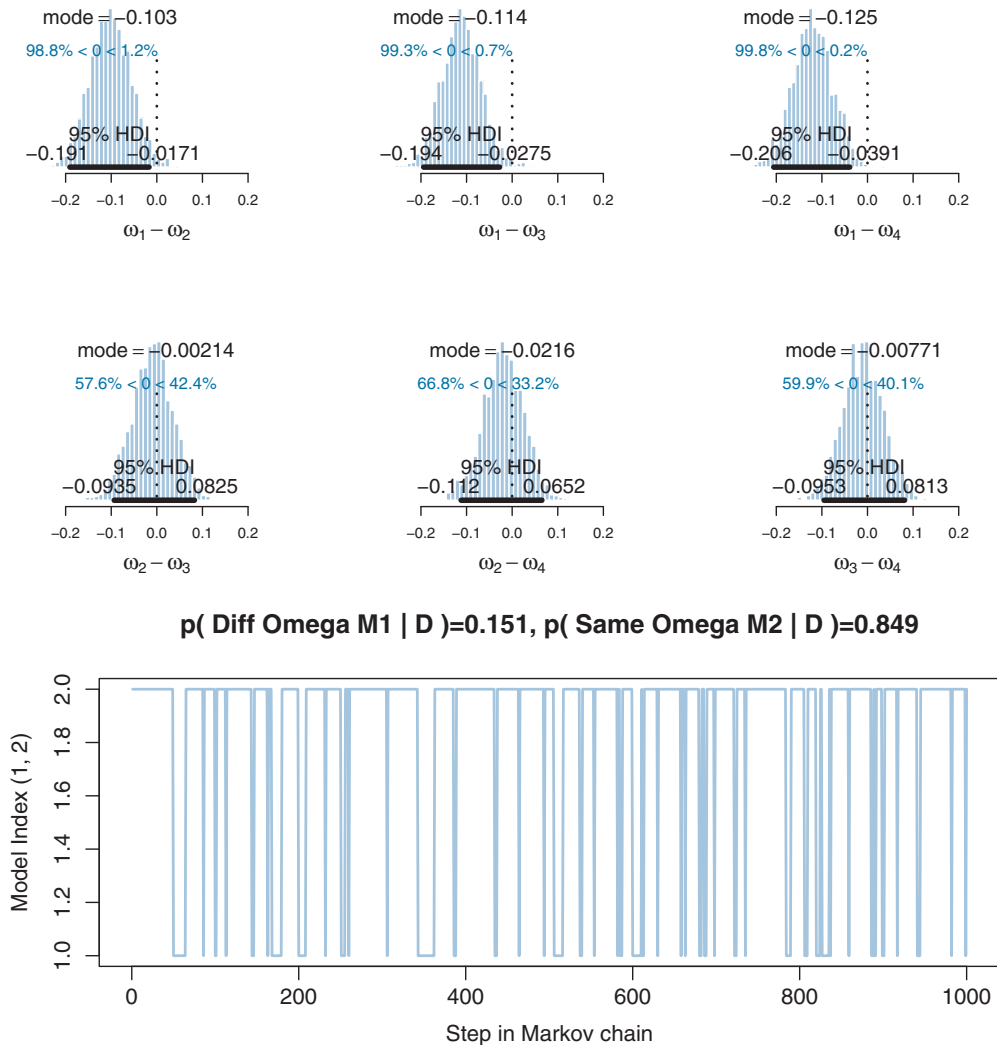 mode = −0.103
98.8% < 0 < 1.2%
95% HDI
−0.191 −0.0171
−0.2 −0.1 0.0 0.1 0.2
ω1 − ω2
mode = −0.114
99.3% < 0 < 0.7%
95% HDI
−0.194 −0.0275
−0.2 −0.1 0.0 0.1 0.2
ω1 − ω3
mode = −0.125
99.8% < 0 < 0.2%
95% HDI
−0.206 −0.0391
−0.2 −0.1 0.0 0.1 0.2
ω1 − ω4
mode = −0.00214
57.6% < 0 < 42.4%
95% HDI
−0.0935 0.0825
−0.2 −0.1 0.0 0.1 0.2
ω2 − ω3
mode = −0.0216
66.8% < 0 < 33.2%
95% HDI
−0.112 0.0652
−0.2 −0.1 0.0 0.1 0.2
ω2 − ω4
mode = −0.00771
59.9% < 0 < 40.1%
95% HDI
−0.0953 0.0813
−0.2 −0.1 0.0 0.1 0.2
ω3 − ω4
p( Diff Omega M1 | D )=0.151, p( Same Omega M2 | D )=0.849
Model Index (1, 2)
2.0
1.8
1.6
1.4
1.2
1.0
0 200 400 600 800 1000
Step in Markov chain